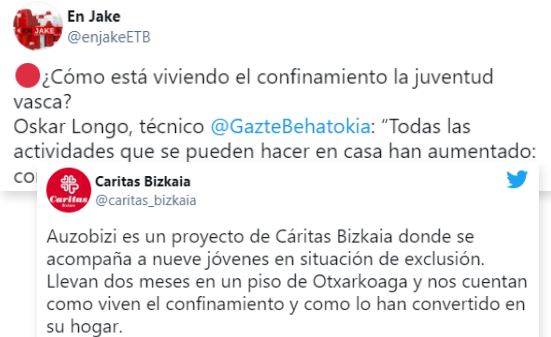 En Jake
@enjakeETB
🔴¿Cómo está viviendo el confinamiento la juventud
vasca?
Oskar Longo, técnico @GazteBehatokia: “Todas las
actividades que se pueden hacer en casa han aumentado:
Caritas Bizkaia
@caritas_bizkaia
Auzobizi es un proyecto de Cáritas Bizkaia donde se
acompaña a nueve jóvenes en situación de exclusión.
Llevan dos meses en un piso de Otxarkoaga y nos cuentan
como viven el confinamiento y como lo han convertido en
su hogar.